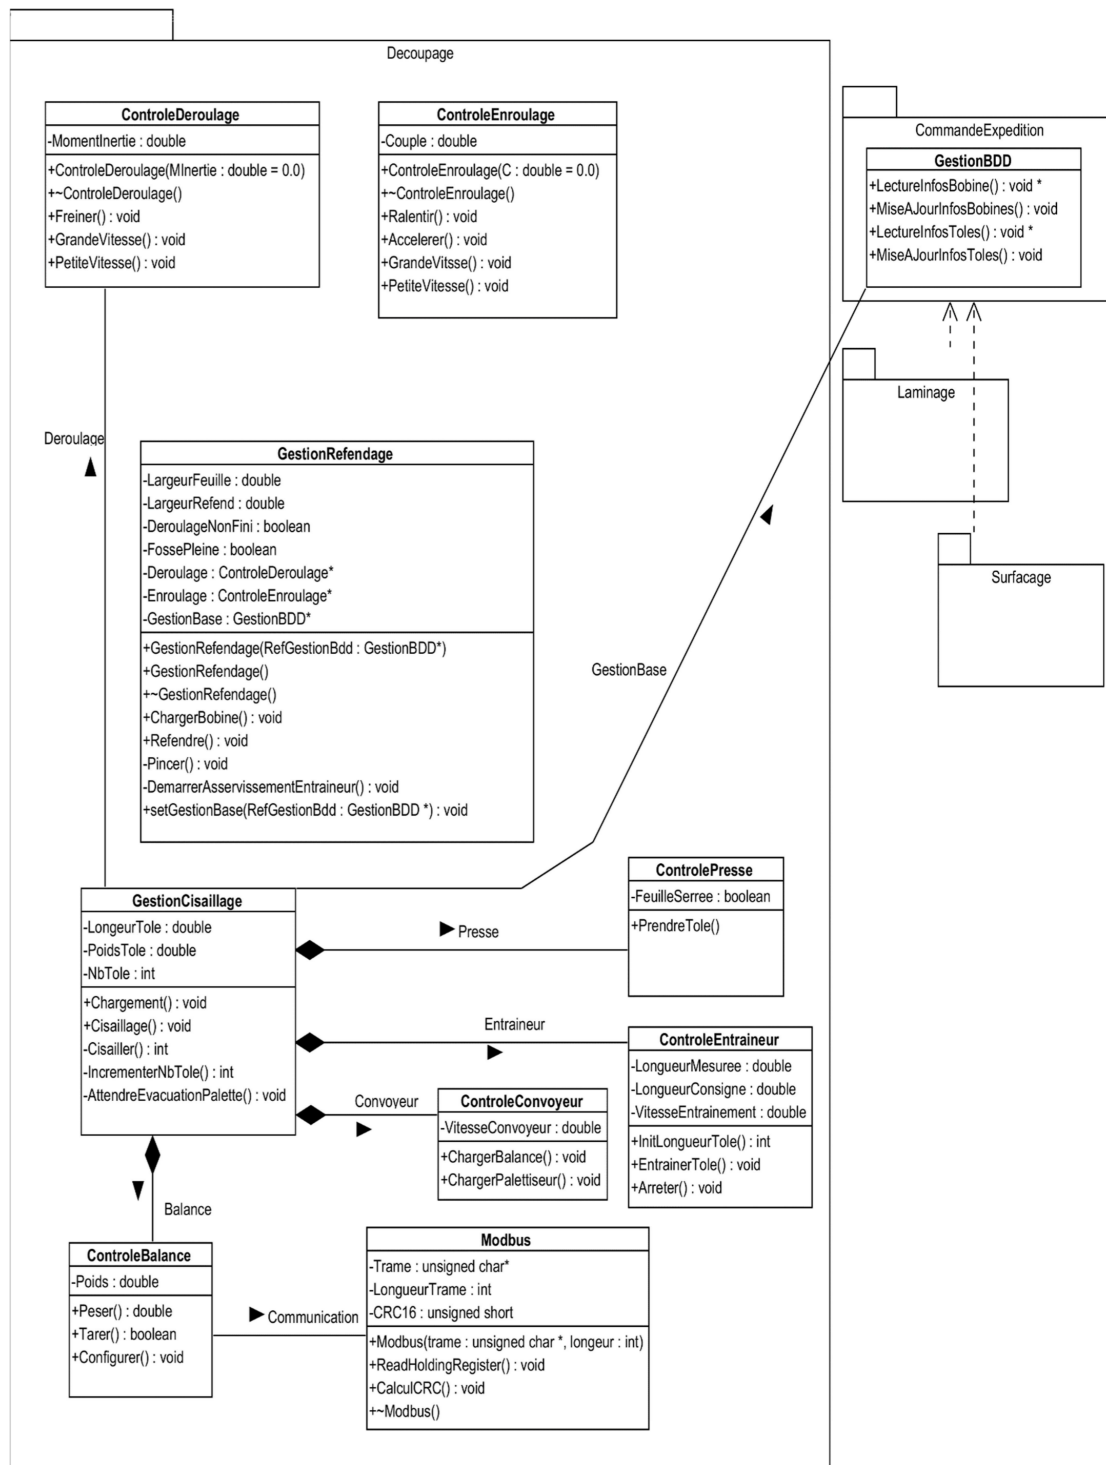 Decoupage
ControleDeroulage
-MomentInertie : double
+ControleDeroulage(MInertie : double = 0.0)
+~ControleDeroulage()
+Freiner() : void
+GrandeVitesse() : void
+PetiteVitesse() : void
ControleEnroulage
-Couple : double
+ControleEnroulage(C : double = 0.0)
+~ControleEnroulage()
+Ralentir() : void
+Accelerer() : void
+GrandeVitsse() : void
+PetiteVitesse() : void
CommandeExpedition
GestionBDD
+LectureInfosBobine() : void *
+MiseAJourInfosBobines() : void
+LectureInfosToles() : void *
+MiseAJourInfosToles() : void
Laminage
Surfacage
Deroulage
GestionRefendage
-LargeurFeuille : double
-LargeurRefend : double
-DeroulageNonFini : boolean
-FossePleine : boolean
-Deroulage : ControleDeroulage*
-Enroulage : ControleEnroulage*
-GestionBase : GestionBDD*
+GestionRefendage(RefGestionBdd : GestionBDD*)
+GestionRefendage()
+~GestionRefendage()
+ChargerBobine() : void
+Refendre() : void
-Pincer() : void
-DemarrerAsservissementEntraineur() : void
+setGestionBase(RefGestionBdd : GestionBDD *) : void
GestionBase
GestionCisaillage
-LongeurTole : double
-PoidsTole : double
-NbTole : int
+Chargement() : void
+Cisaillage() : void
-Cisailler() : int
-IncrementerNbTole() : int
-AttendreEvacuationPalette() : void
Presse
ControlePresse
-FeuilleSerree : boolean
+PrendreTole()
Entraineur
ControleEntraineur
-LongueurMesuree : double
-LongueurConsigne : double
-VitesseEntrainement : double
+InitLongueurTole() : int
+EntrainerTole() : void
+Arreter() : void
Convoyeur
ControleConvoyeur
-VitesseConvoyeur : double
+ChargerBalance() : void
+ChargerPalettiseur() : void
Balance
ControleBalance
-Poids : double
+Peser() : double
+Tarer() : boolean
+Configurer() : void
Communication
Modbus
-Trame : unsigned char*
-LongueurTrame : int
-CRC16 : unsigned short
+Modbus(trame : unsigned char *, longeur : int)
+ReadHoldingRegister() : void
+CalculCRC() : void
+~Modbus()